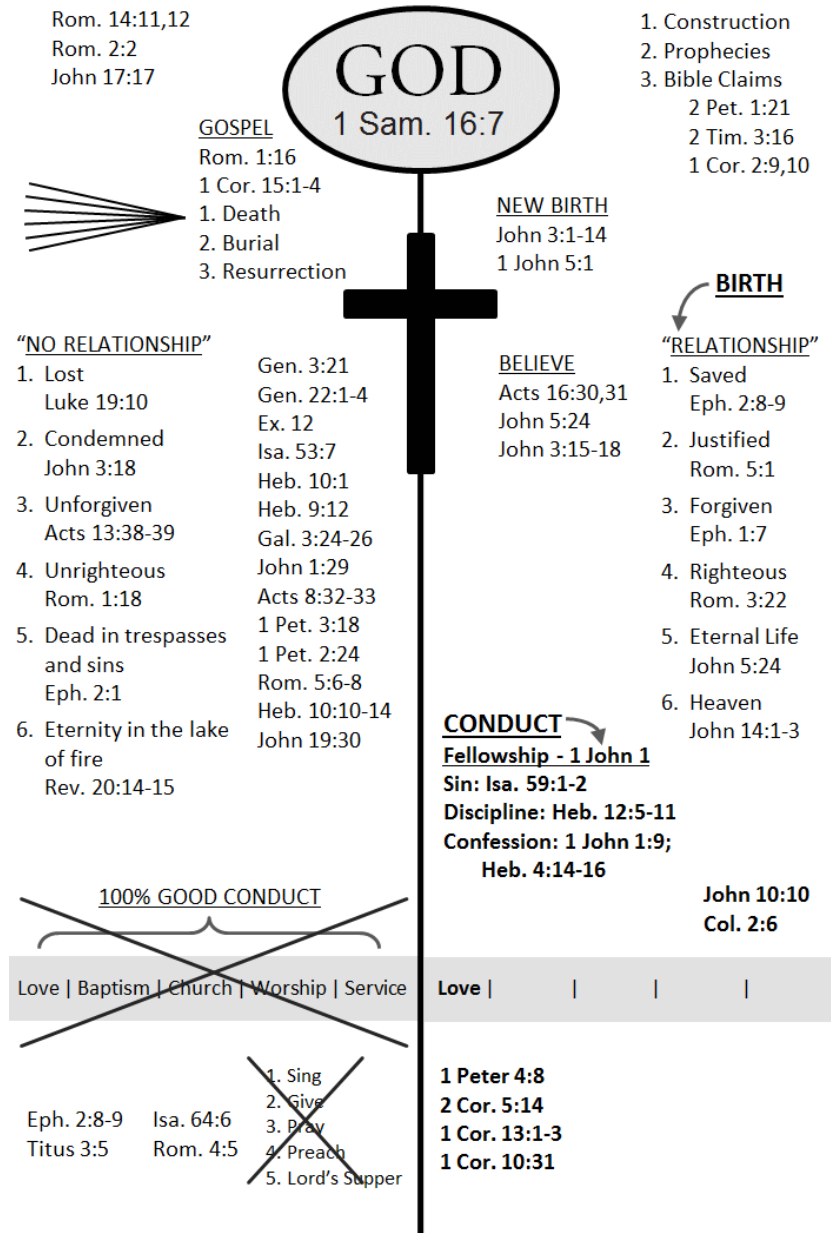 Rom. 14:11,12
Rom. 2:2
John 17:17
GOD
1 Sam. 16:7
1. Construction
2. Prophecies
3. Bible Claims
2 Pet. 1:21
2 Tim. 3:16
1 Cor. 2:9,10
GOSPEL
Rom. 1:16
1 Cor. 15:1-4
1. Death
2. Burial
3. Resurrection
NEW BIRTH
John 3:1-14
1 John 5:1
BIRTH
“NO RELATIONSHIP”
1. Lost
Luke 19:10
2. Condemned
John 3:18
3. Unforgiven
Acts 13:38-39
4. Unrighteous
Rom. 1:18
5. Dead in trespasses
and sins
Eph. 2:1
6. Eternity in the lake
of fire
Rev. 20:14-15
Gen. 3:21
Gen. 22:1-4
Ex. 12
Isa. 53:7
Heb. 10:1
Heb. 9:12
Gal. 3:24-26
John 1:29
Acts 8:32-33
1 Pet. 3:18
1 Pet. 2:24
Rom. 5:6-8
Heb. 10:10-14
John 19:30
BELIEVE
Acts 16:30,31
John 5:24
John 3:15-18
“RELATIONSHIP”
1. Saved
Eph. 2:8-9
2. Justified
Rom. 5:1
3. Forgiven
Eph. 1:7
4. Righteous
Rom. 3:22
5. Eternal Life
John 5:24
6. Heaven
John 14:1-3
CONDUCT
Fellowship - 1 John 1
Sin: Isa. 59:1-2
Discipline: Heb. 12:5-11
Confession: 1 John 1:9;
Heb. 4:14-16
John 10:10
Col. 2:6
100% GOOD CONDUCT
Love | Baptism | Church | Worship | Service
Love | | | |
Eph. 2:8-9
Titus 3:5
Isa. 64:6
Rom. 4:5
1. Sing
2. Give
3. Pray
4. Preach
5. Lord’s Supper
1 Peter 4:8
2 Cor. 5:14
1 Cor. 13:1-3
1 Cor. 10:31